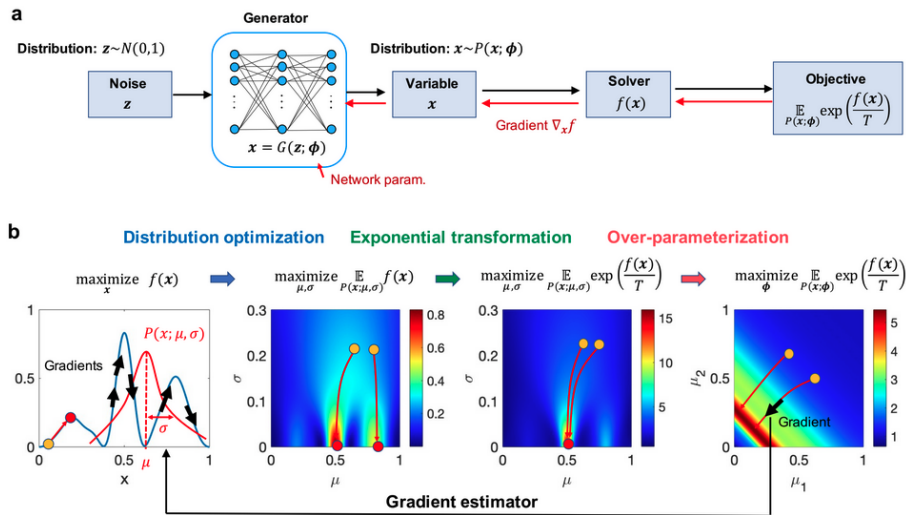 a
Generator
Distribution: z~N(0,1)
Distribution: x~P(x; ϕ)
Noise
z
⋮ ⋮ ⋮
x = G(z; ϕ)
Variable
x
Solver
f(x)
Objective
𝔼 exp(f(x)/T)
P(x;ϕ)
Gradient ∇ₓf
Network param.
b
Distribution optimization
Exponential transformation
Over-parameterization
maximize f(x)
x
maximize 𝔼 f(x)
μ,σ P(x;μ,σ)
maximize 𝔼 exp(f(x)/T)
μ,σ P(x;μ,σ)
maximize 𝔼 exp(f(x)/T)
ϕ P(x;ϕ)
1
0.5
0
P(x; μ, σ)
Gradients
σ
μ
0 0.5 1
x
0.3
0.2
0.1
0
σ
0 0.5 1
μ
0.8
0.6
0.4
0.2
0.3
0.2
0.1
0
σ
0 0.5 1
μ
15
10
5
1
0.5
0
μ2
Gradient
0 0.5 1
μ1
5
4
3
2
1
Gradient estimator